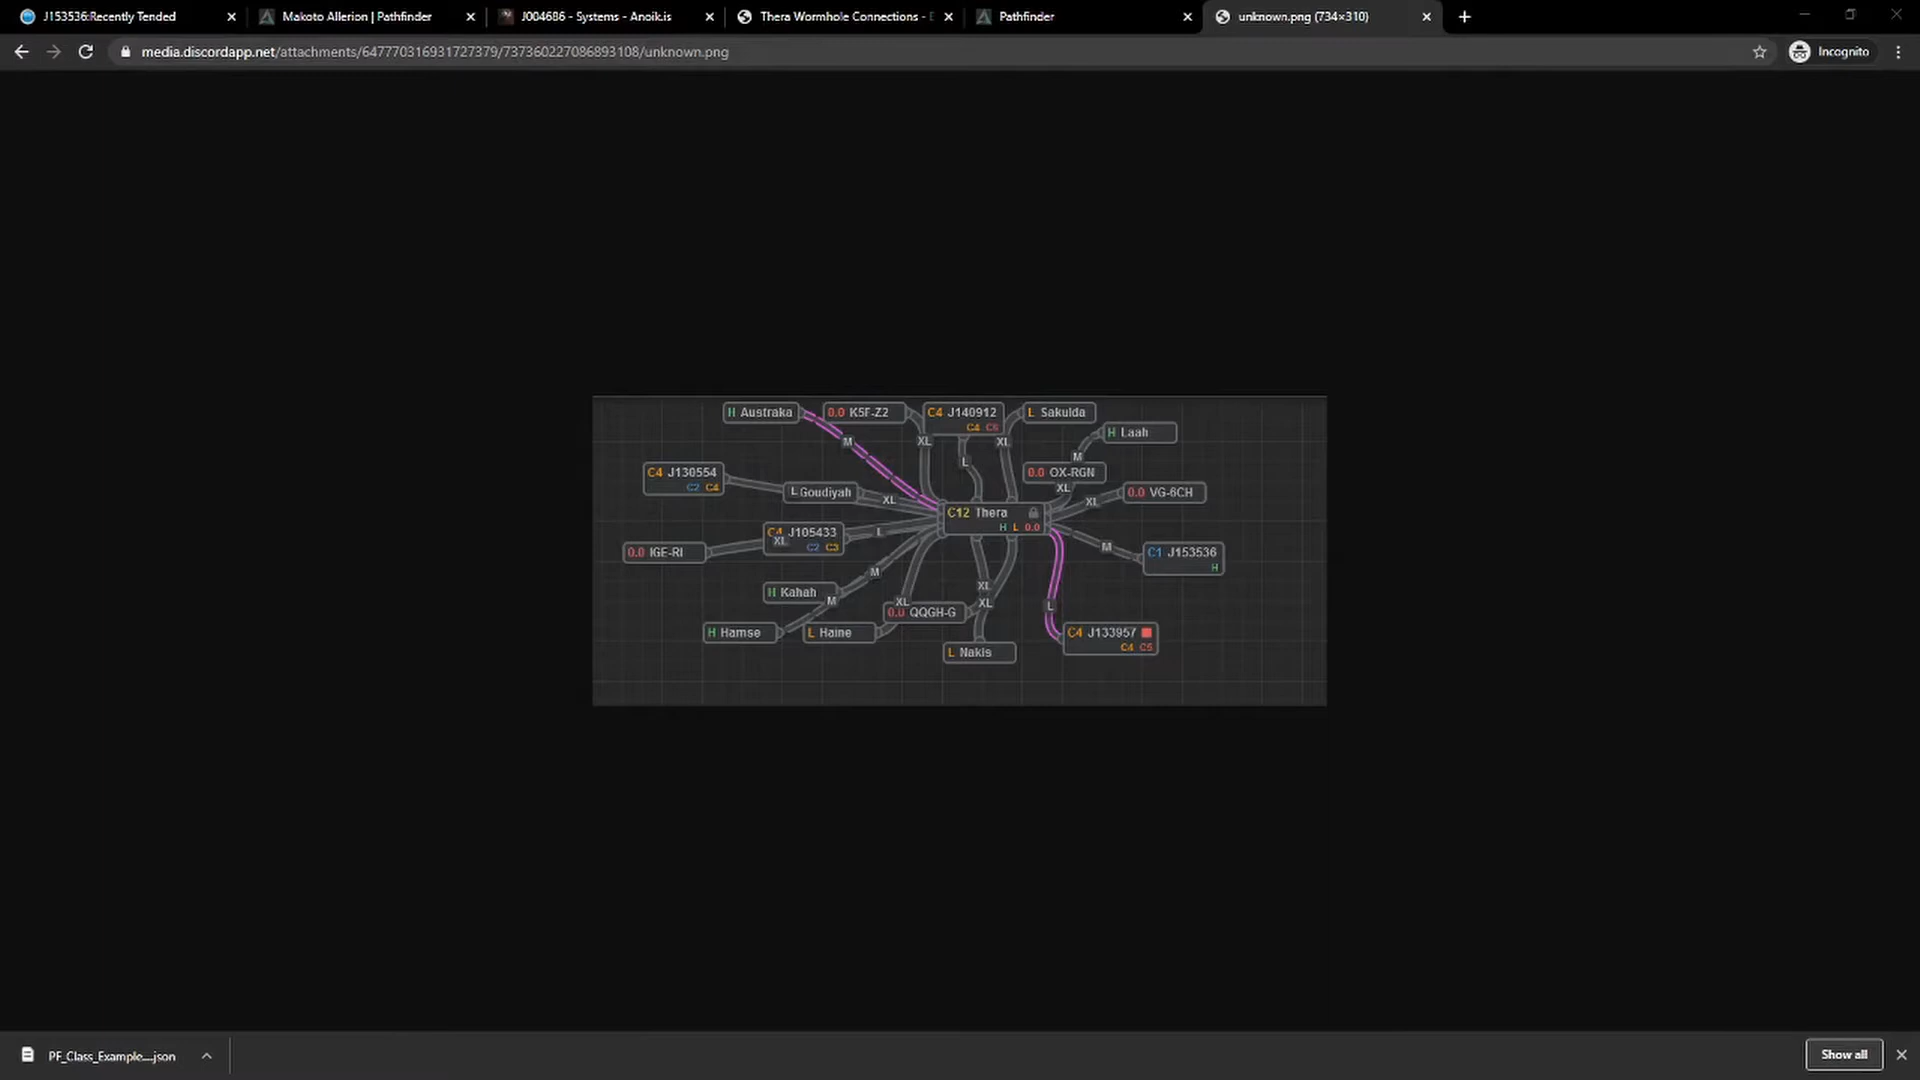 J153536:Recently Tended
Makoto Allerion | Pathfinder
J004686 - Systems - Anoik.is
Thera Wormhole Connections -
Pathfinder
unknown.png (734×310)
media.discordapp.net/attachments/647770316931727379/737360227086893108/unknown.png
Incognito
H Austraka
0.0 K5F-Z2
C4 J140912
C4
L Sakulda
H Laah
M
XL
XL
L
M
C4 J130554
C2 C4
0.0 OX-RGN
L Goudiyah
XL
XL
XL
0.0 VG-6CH
C12 Thera
H L 0.0
C4 J105433
XL
C2 C3
L
M
0.0 IGE-RI
C1 J153536
H
M
XL
H Kahah
M
XL
XL
L
0.0 QQGH-G
H Hamse
L Haine
C4 J133957
C4 C5
L Nakis
PF_Class_Example....json
Show all